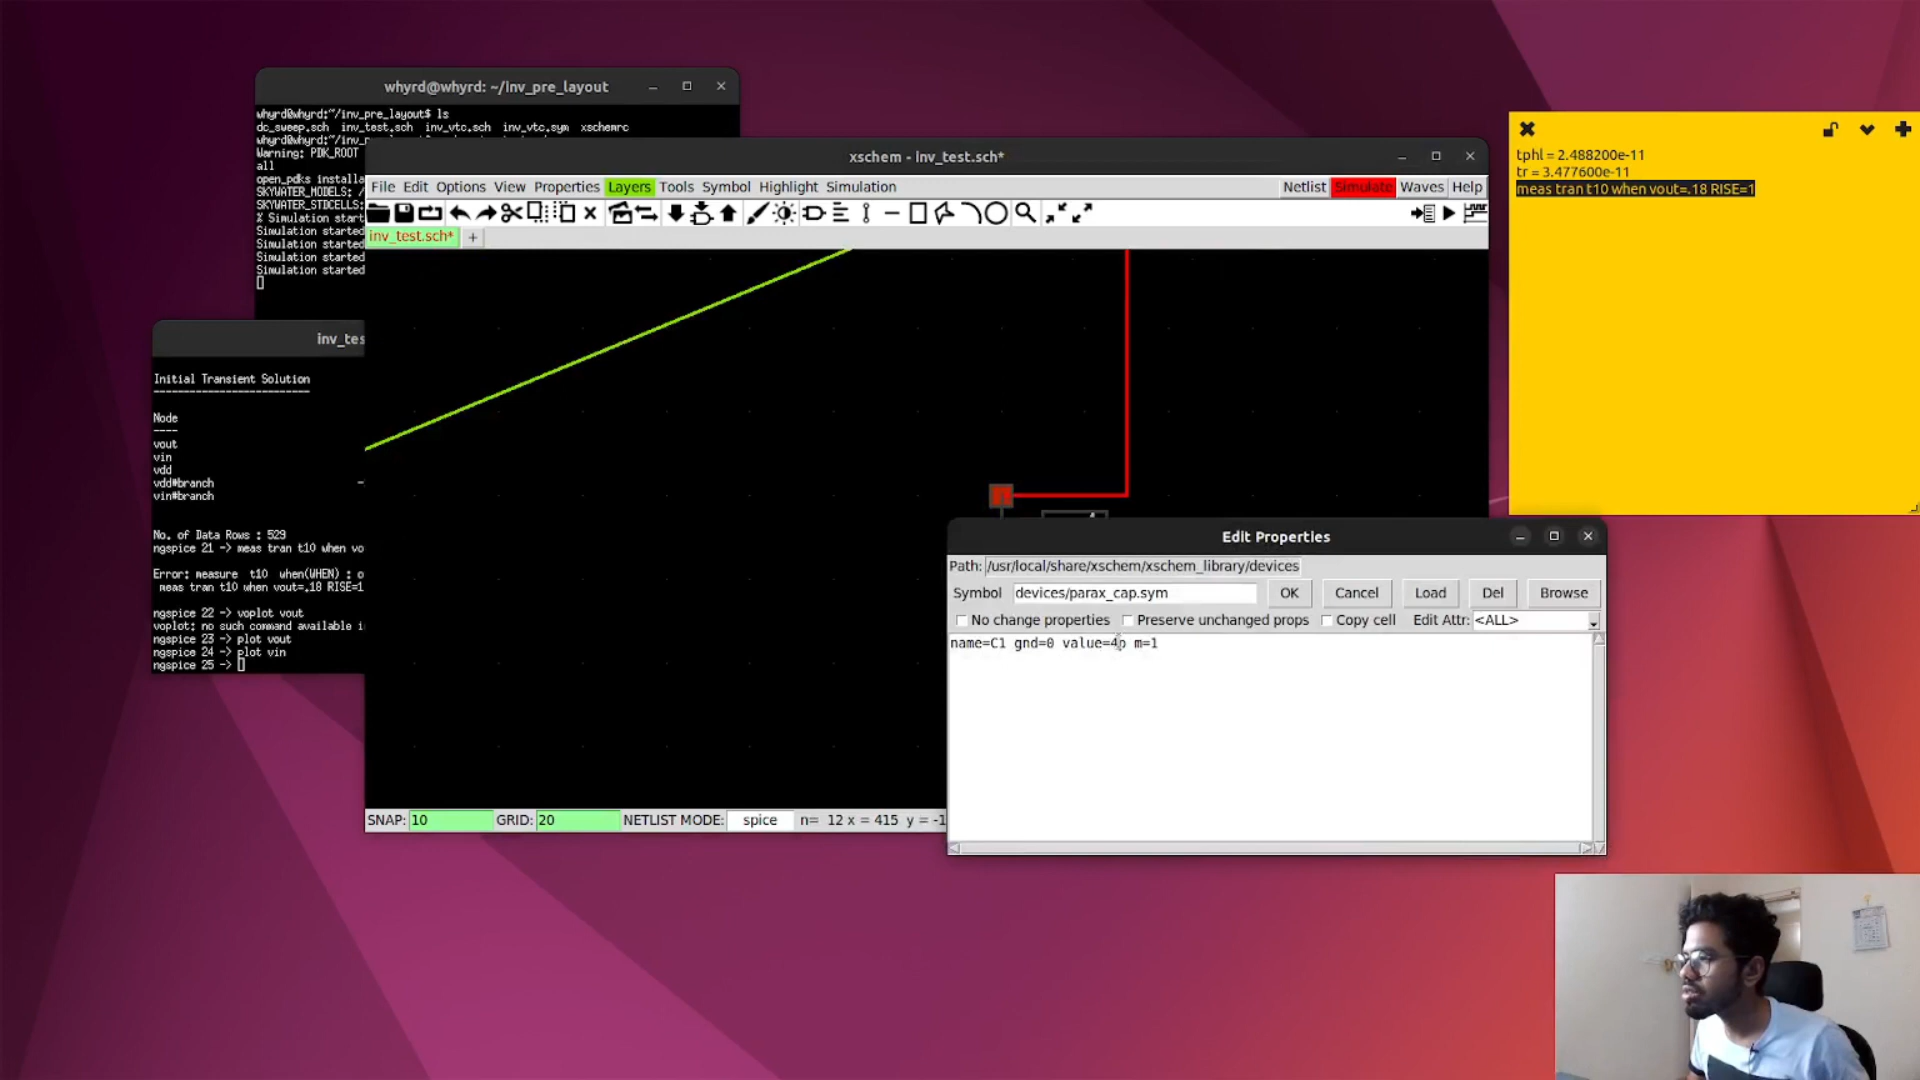 whyrd@whyrd: ~/inv_pre_layout
whyrd@whyrd:~/inv_pre_layout$ ls
dc_sweep.sch inv_test.sch inv_vtc.sch inv_vtc.sym xschemrc
whyrd@whyrd:~/inv_p
Warning: PDK_ROOT
all
open_pdks installa
SKYWATER_MODELS: /
SKYWATER_STDCELLS:
% Simulation start
Simulation started
Simulation started
Simulation started
Simulation started
xschem - inv_test.sch*
File Edit Options View Properties Layers Tools Symbol Highlight Simulation Netlist Simulate Waves Help
inv_test.sch* +
inv_tes
Initial Transient Solution
--------------------------
Node
----
vout
vin
vdd
vdd#branch -
vin#branch
No. of Data Rows : 529
ngspice 21 -> meas tran t10 when vo
Error: measure t10 when(WHEN) : o
meas tran t10 when vout=.18 RISE=1
ngspice 22 -> voplot vout
voplot: no such command available i
ngspice 23 -> plot vout
ngspice 24 -> plot vin
ngspice 25 ->
SNAP: 10 GRID: 20 NETLIST MODE: spice n= 12 x = 415 y = -1
Edit Properties
Path: /usr/local/share/xschem/xschem_library/devices
Symbol devices/parax_cap.sym OK Cancel Load Del Browse
No change properties Preserve unchanged props Copy cell Edit Attr: <ALL>
name=C1 gnd=0 value=4p m=1
tphl = 2.488200e-11
tr = 3.477600e-11
meas tran t10 when vout=.18 RISE=1